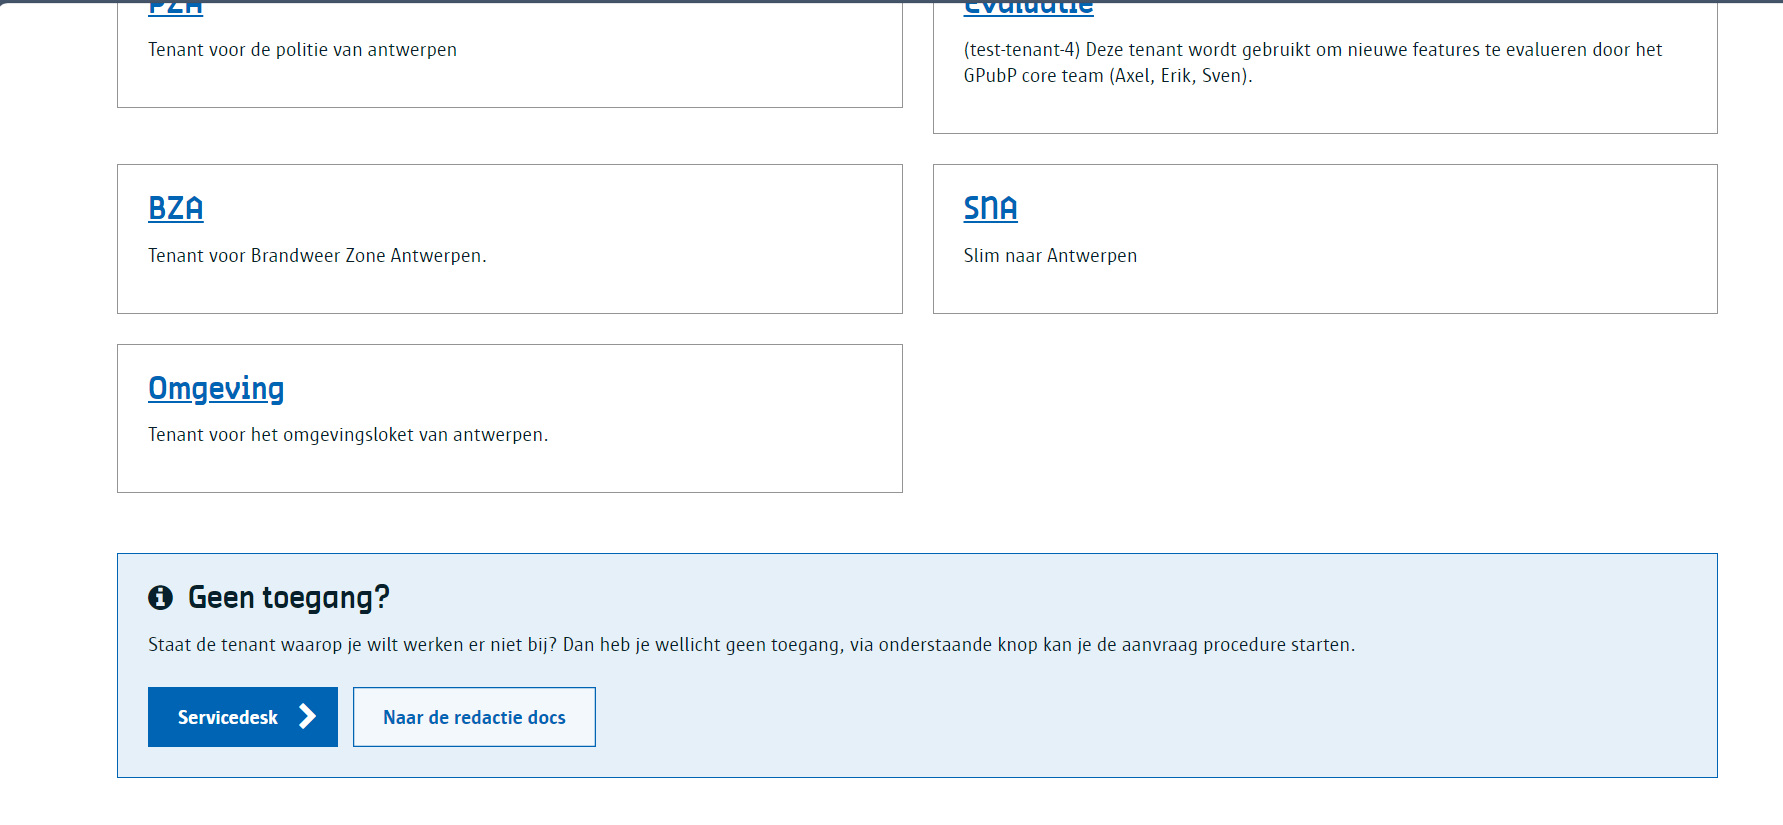 PZA
Tenant voor de politie van antwerpen
Evaluatie
(test-tenant-4) Deze tenant wordt gebruikt om nieuwe features te evalueren door het
GPubP core team (Axel, Erik, Sven).
BZA
Tenant voor Brandweer Zone Antwerpen.
SNA
Slim naar Antwerpen
Omgeving
Tenant voor het omgevingsloket van antwerpen.
Geen toegang?
Staat de tenant waarop je wilt werken er niet bij? Dan heb je wellicht geen toegang, via onderstaande knop kan je de aanvraag procedure starten.
Servicedesk
Naar de redactie docs